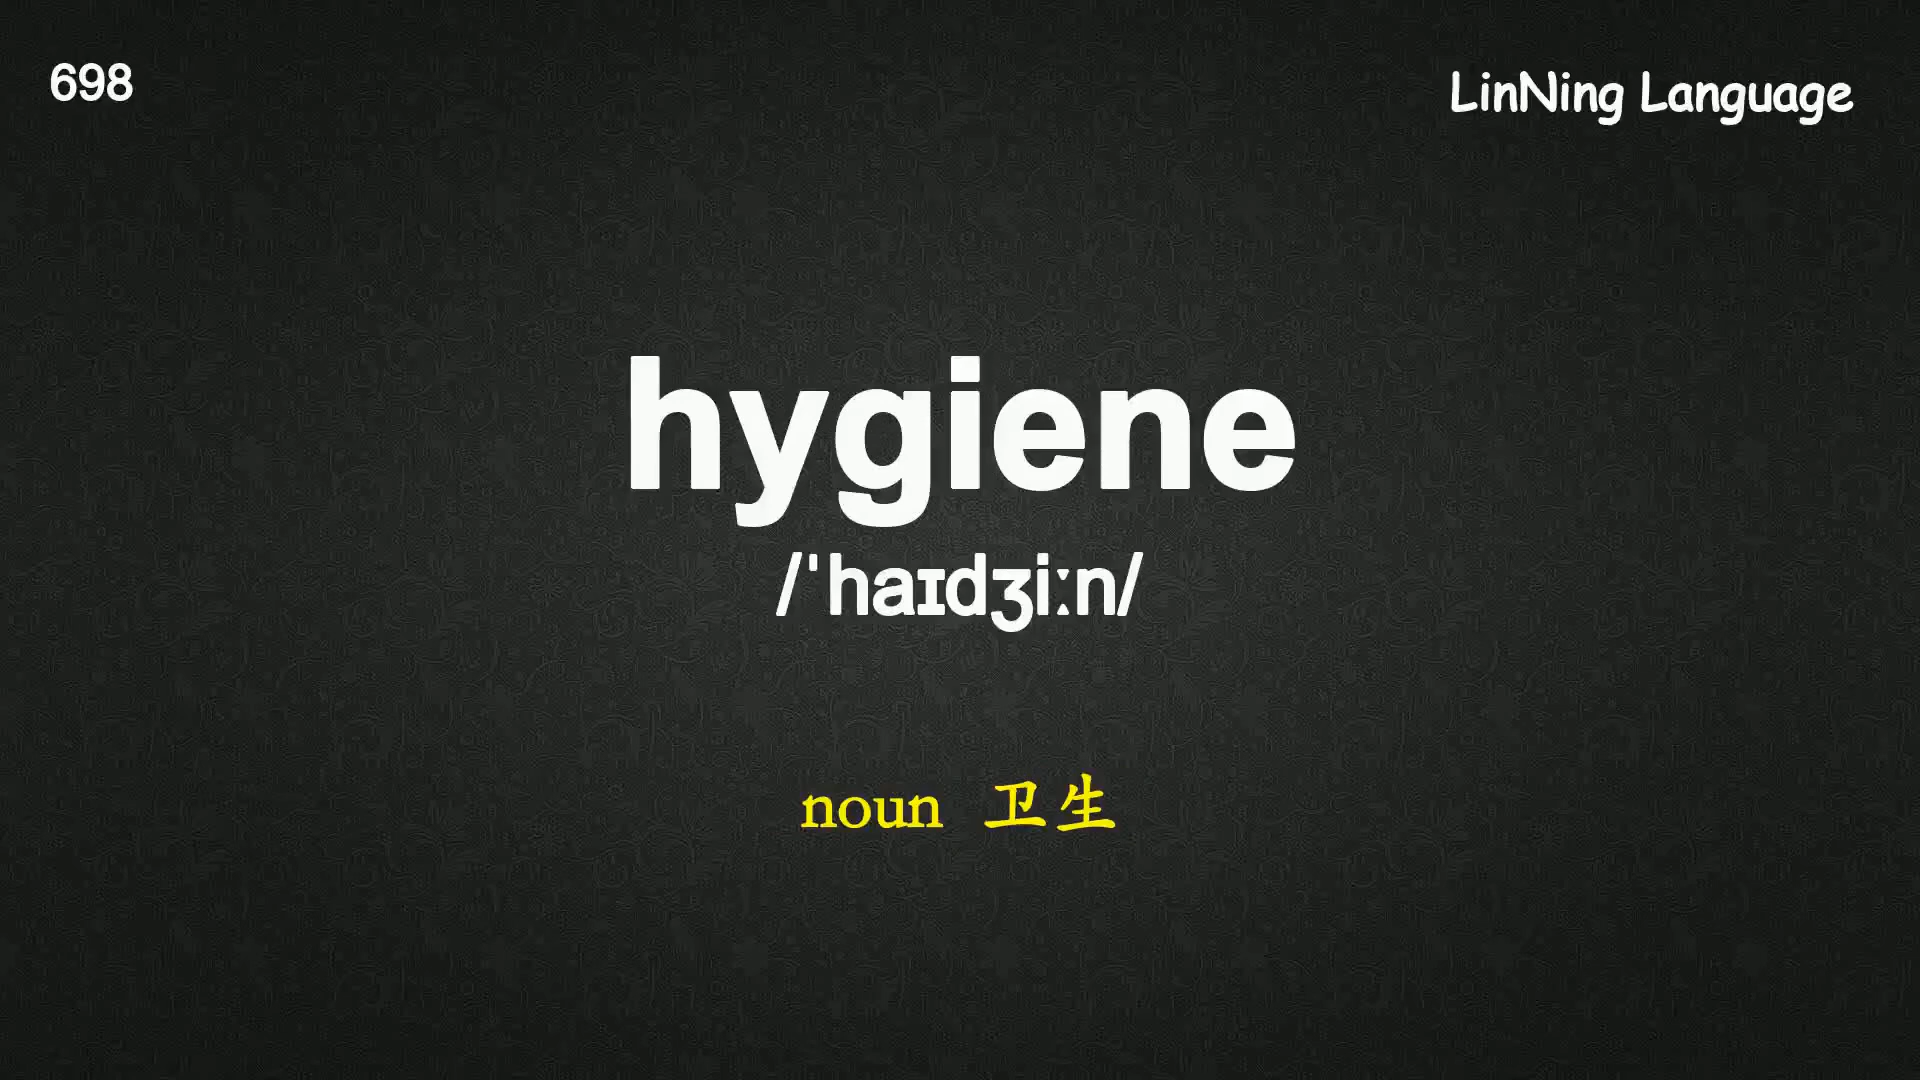 698
LinNing Language
hygiene
/ˈhaɪdʒiːn/
noun 卫生